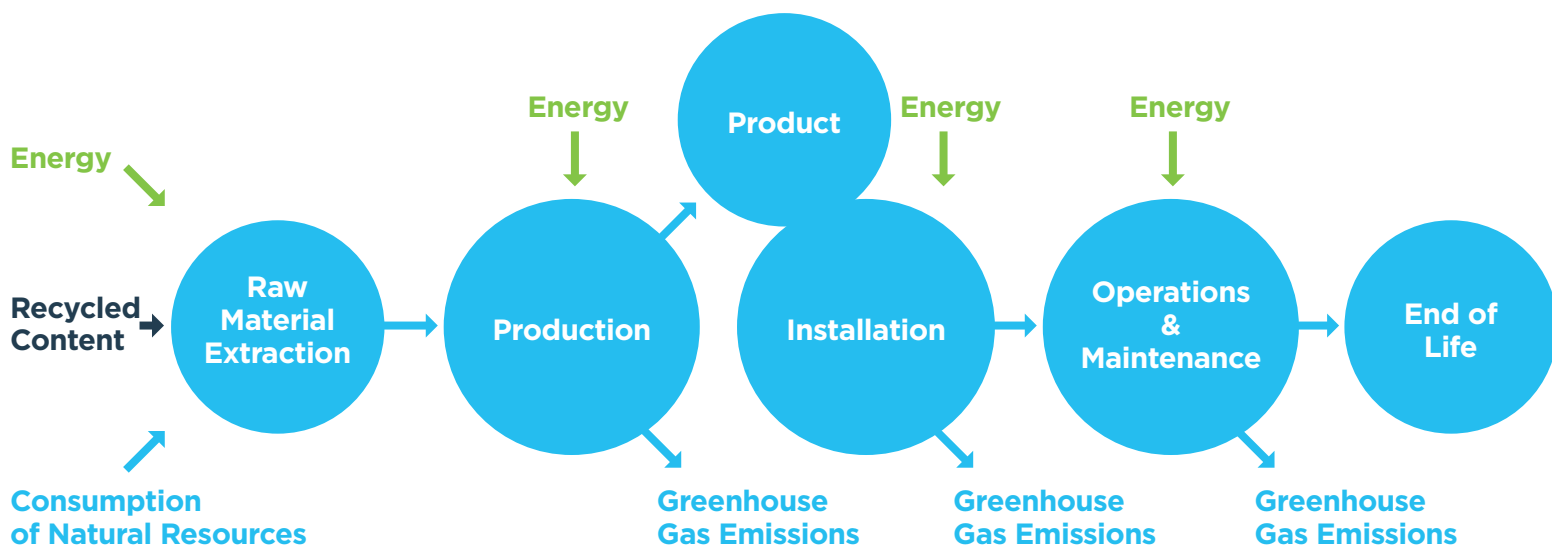 Energy
Recycled
Content
Consumption
of Natural Resources
Raw
Material
Extraction
Energy
Production
Greenhouse
Gas Emissions
Product
Energy
Installation
Greenhouse
Gas Emissions
Energy
Operations
&
Maintenance
Greenhouse
Gas Emissions
End of
Life